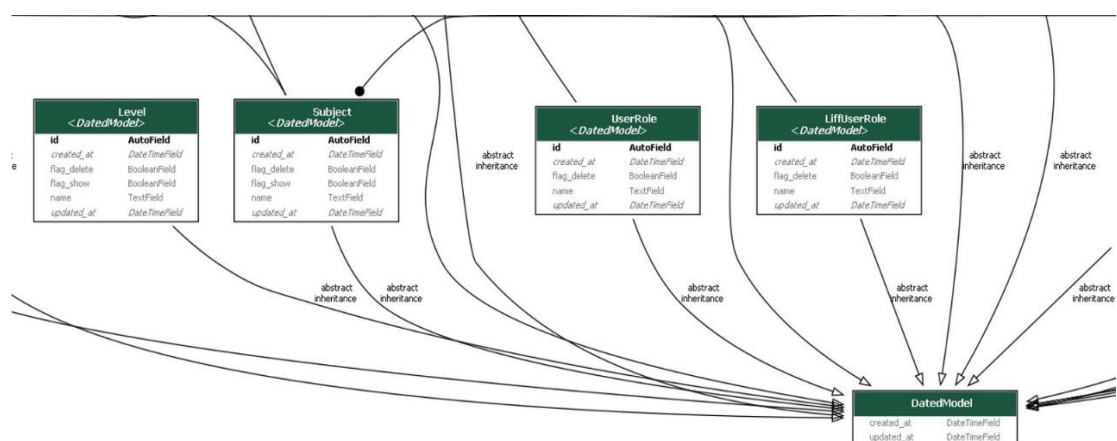 Level
<DatedModel>
id AutoField
created_at DateTimeField
flag_delete BooleanField
flag_show BooleanField
name TextField
updated_at DateTimeField
Subject
<DatedModel>
id AutoField
created_at DateTimeField
flag_delete BooleanField
flag_show BooleanField
name TextField
updated_at DateTimeField
UserRole
<DatedModel>
id AutoField
created_at DateTimeField
flag_delete BooleanField
name TextField
updated_at DateTimeField
LiffUserRole
<DatedModel>
id AutoField
created_at DateTimeField
flag_delete BooleanField
name TextField
updated_at DateTimeField
abstract
inheritance
abstract
inheritance
abstract
inheritance
abstract
inheritance
abstract
inheritance
abstract
inheritance
abstract
inheritance
abstract
inheritance
abstract
inheritance
DatedModel
created_at DateTimeField
updated_at DateTimeField